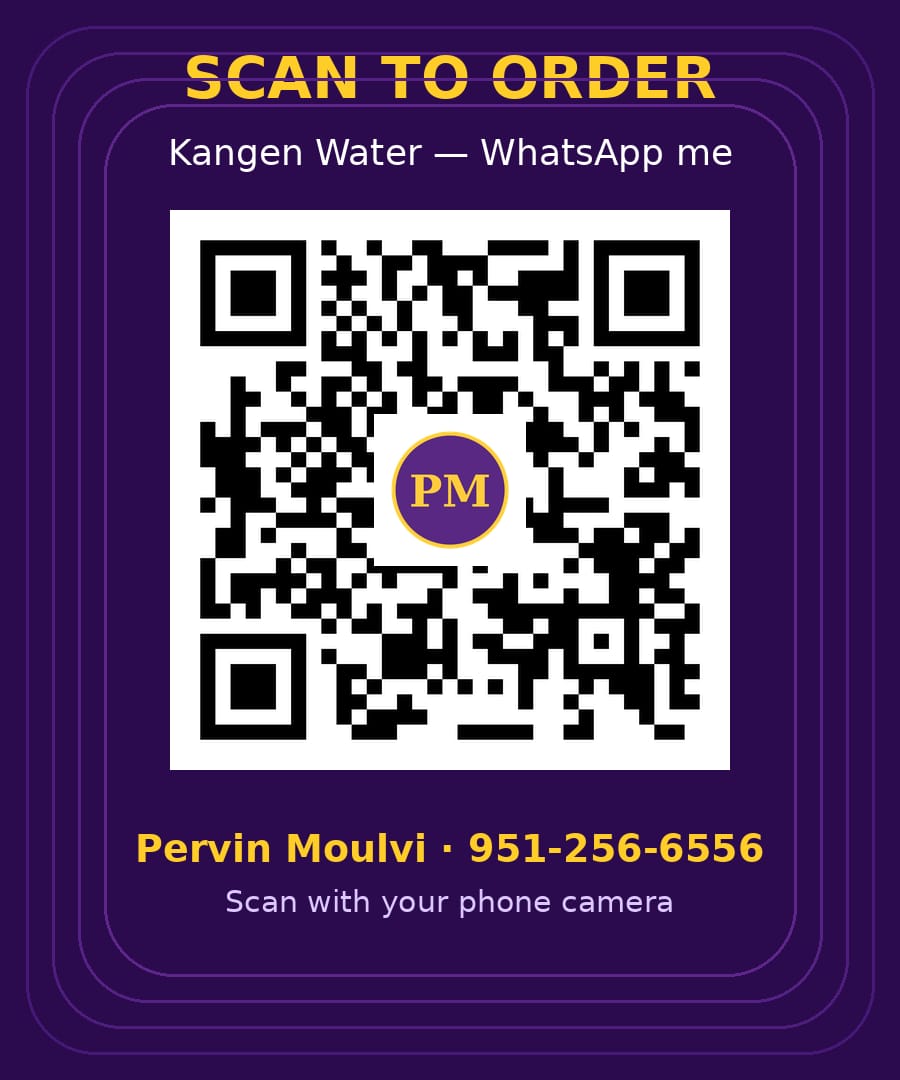 SCAN TO ORDER
Kangen Water — WhatsApp me
PM
Pervin Moulvi · 951-256-6556
Scan with your phone camera